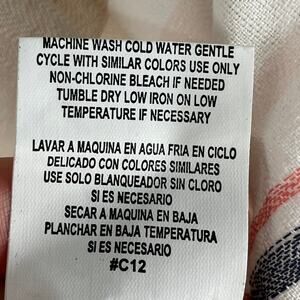 MACHINE WASH COLD WATER GENTLE
CYCLE WITH SIMILAR COLORS USE ONLY
NON-CHLORINE BLEACH IF NEEDED
TUMBLE DRY LOW IRON ON LOW
TEMPERATURE IF NECESSARY
LAVAR A MAQUINA EN AGUA FRIA EN CICLO
DELICADO CON COLORES SIMILARES
USE SOLO BLANQUEADOR SIN CLORO
SI ES NECESARIO
SECAR A MAQUINA EN BAJA
PLANCHAR EN BAJA TEMPERATURA
SI ES NECESARIO
#C12